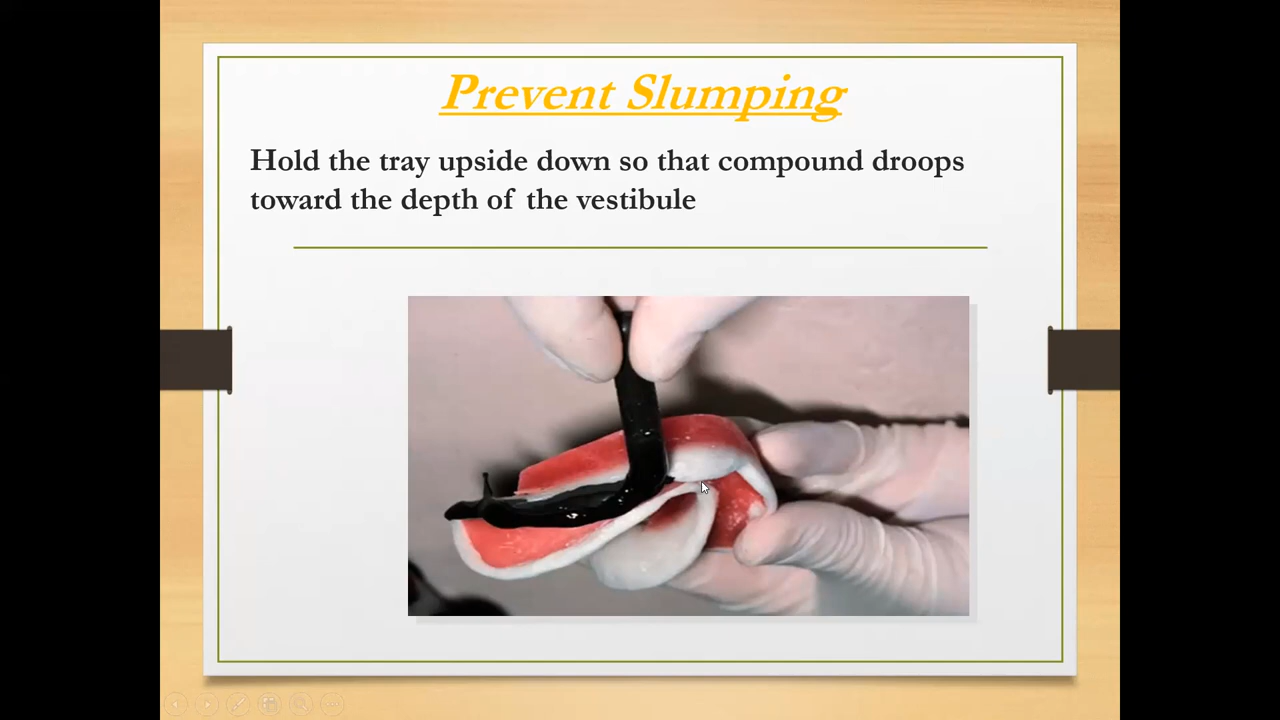 Prevent Slumping
Hold the tray upside down so that compound droops
toward the depth of the vestibule